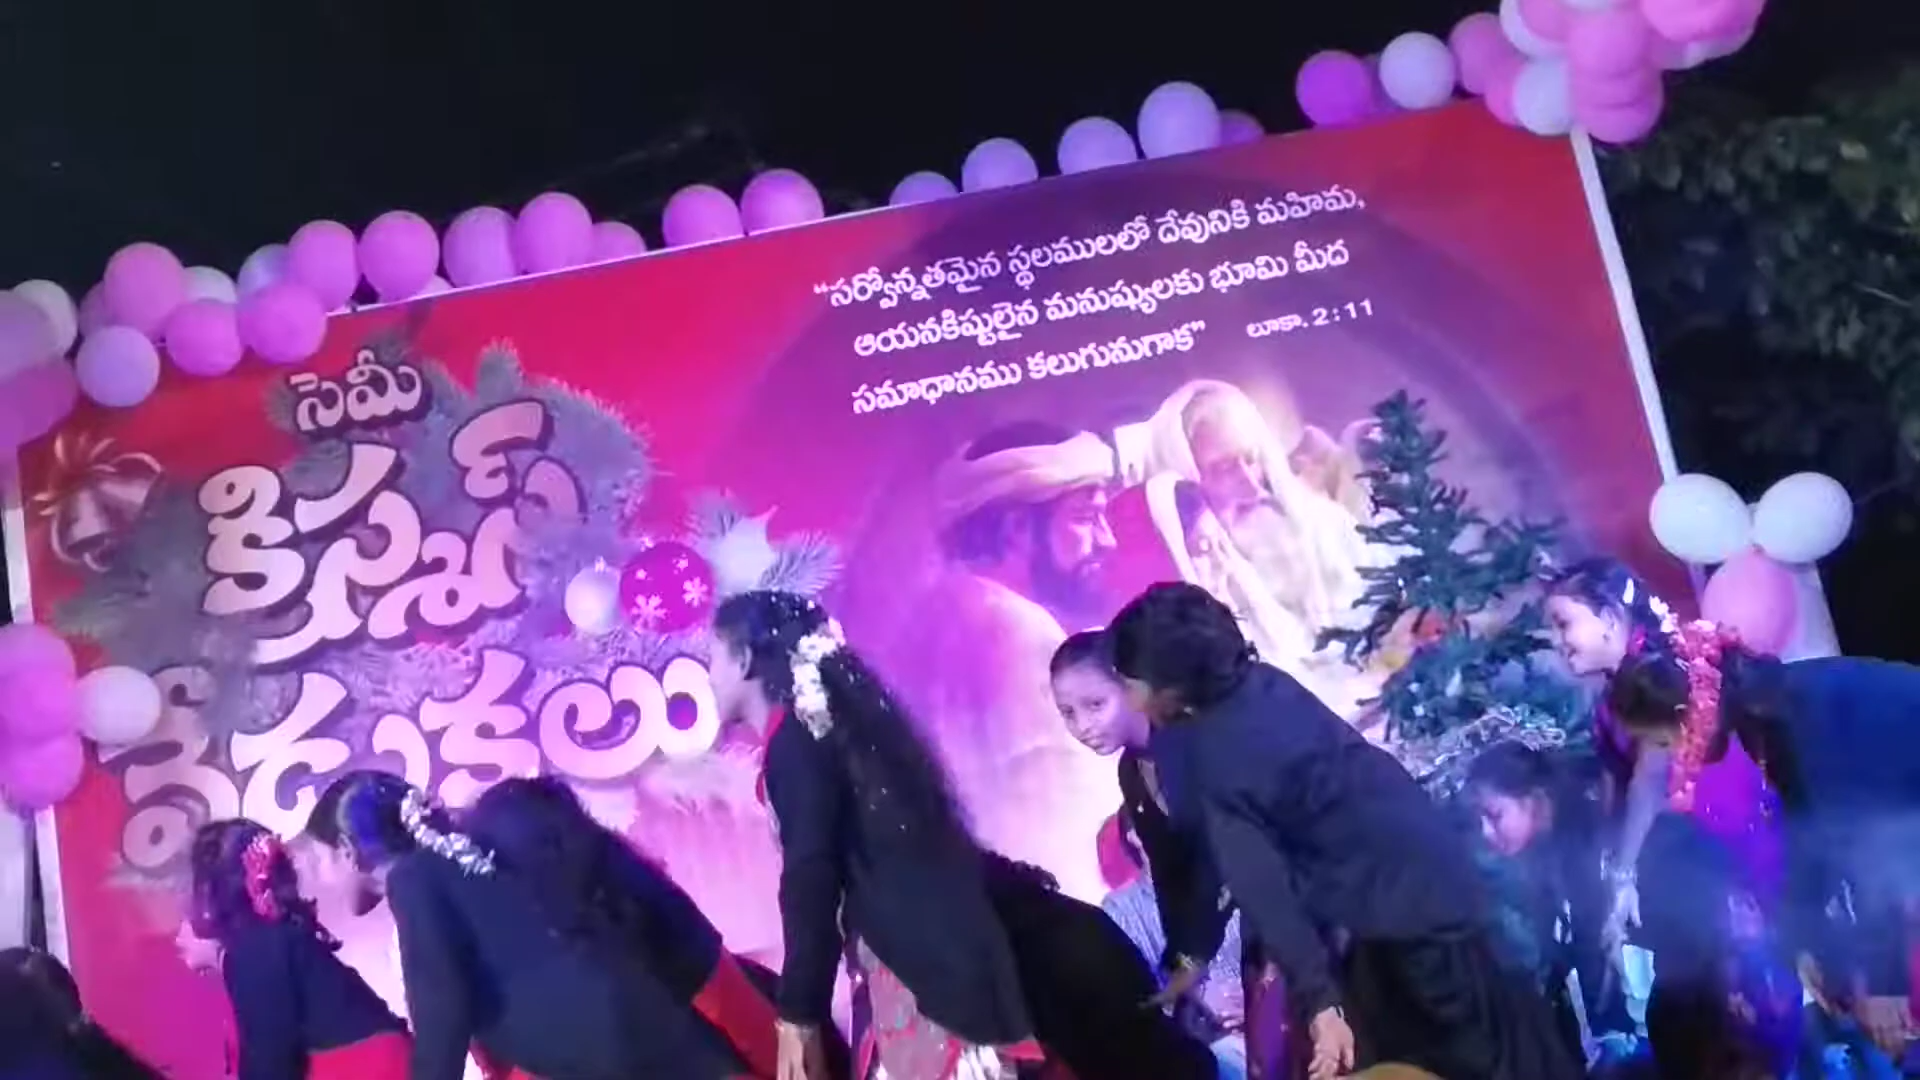 “సర్వోన్నతమైన స్థలములలో దేవునికి మహిమ,
ఆయనకిష్టులైన మనుష్యులకు భూమి మీద
సమాధానము కలుగునుగాక” లూకా. 2:11
సెమీ
క్రిస్మస్
వేడుకలు